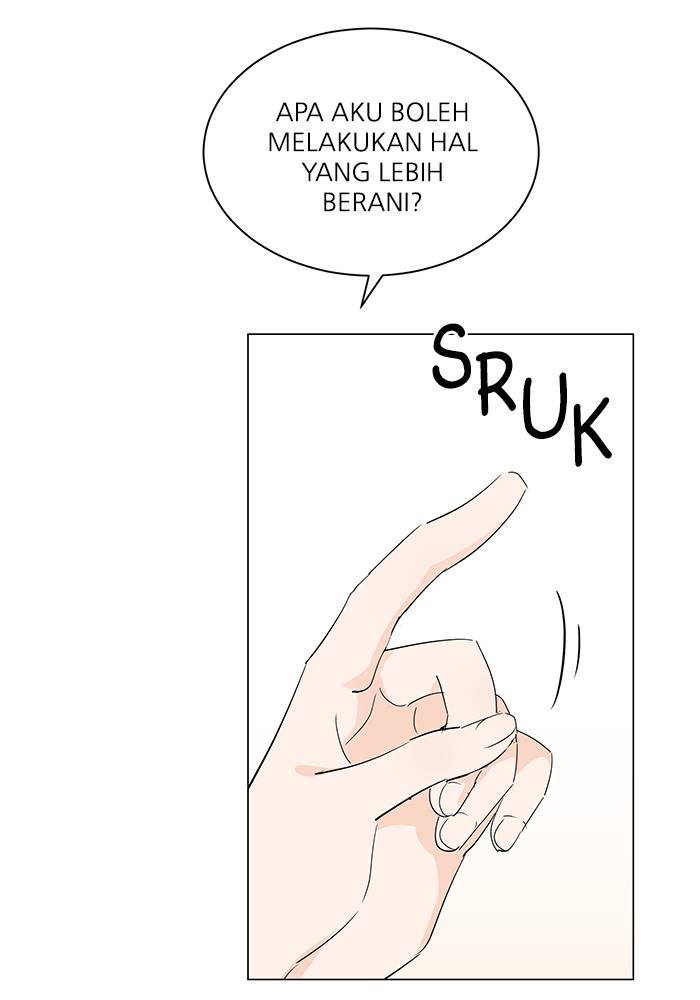 APA AKU BOLEH
MELAKUKAN HAL
YANG LEBIH
BERANI?
SRUK